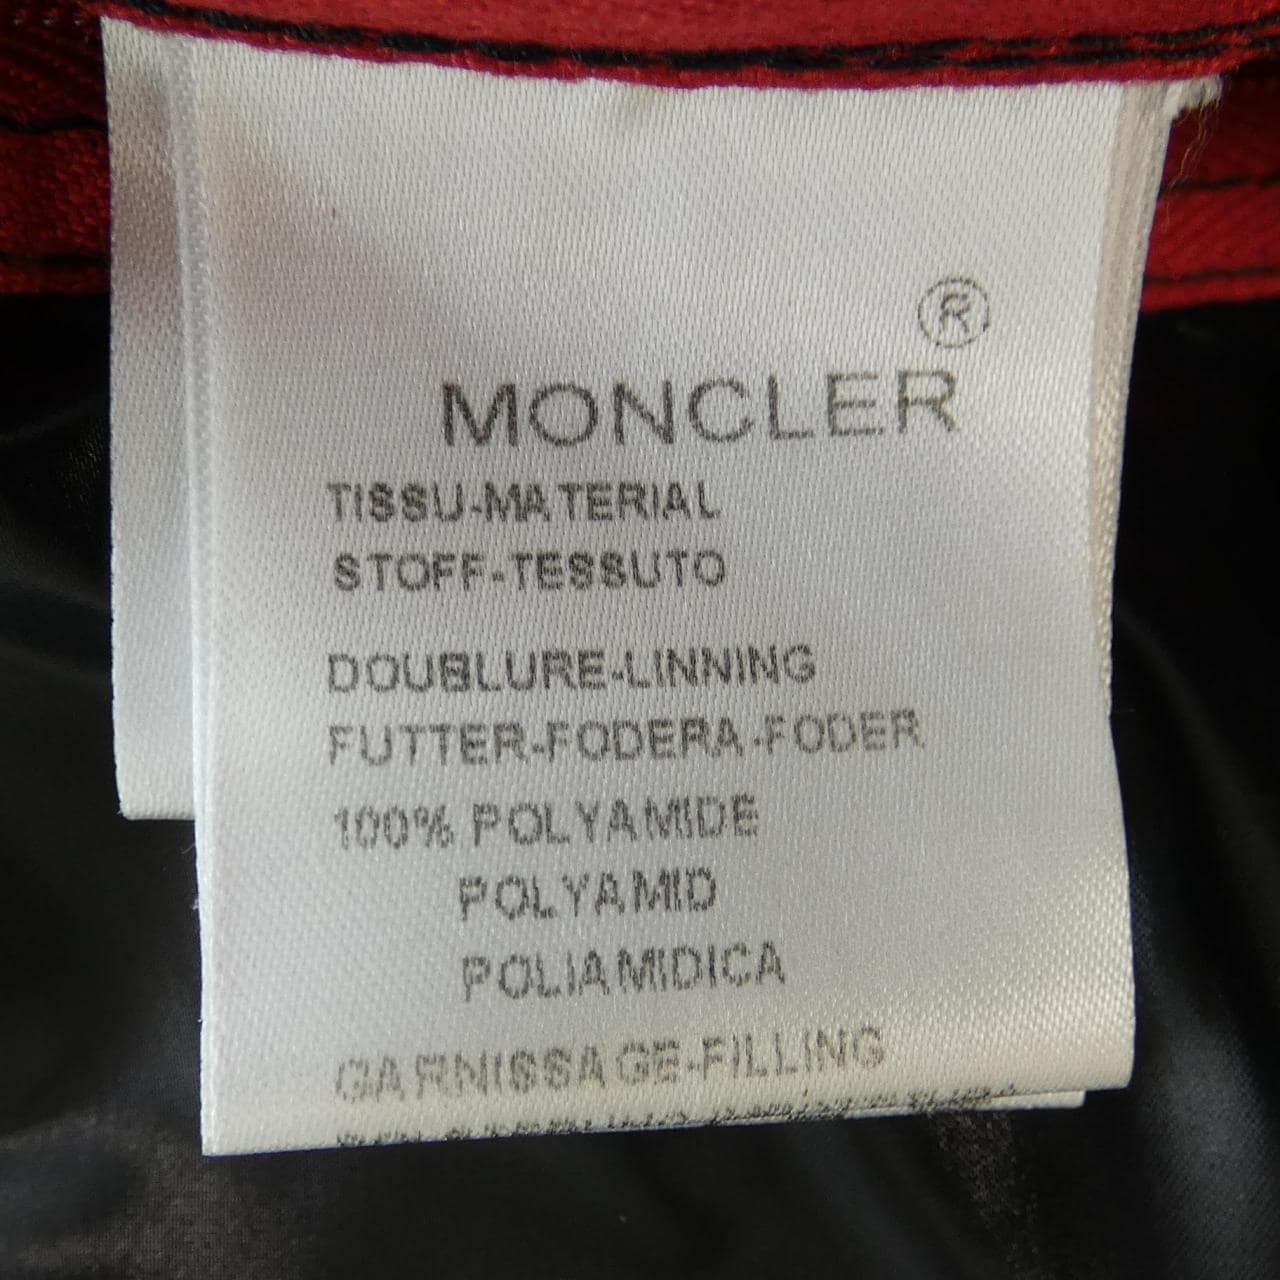 ®
MONCLER
TISSU-MATERIAL
STOFF-TESSUTO
DOUBLURE-LINNING
FUTTER-FODERA-FODER
100% POLYAMIDE
POLYAMID
POLIAMIDICA
GARNISSAGE-FILLING